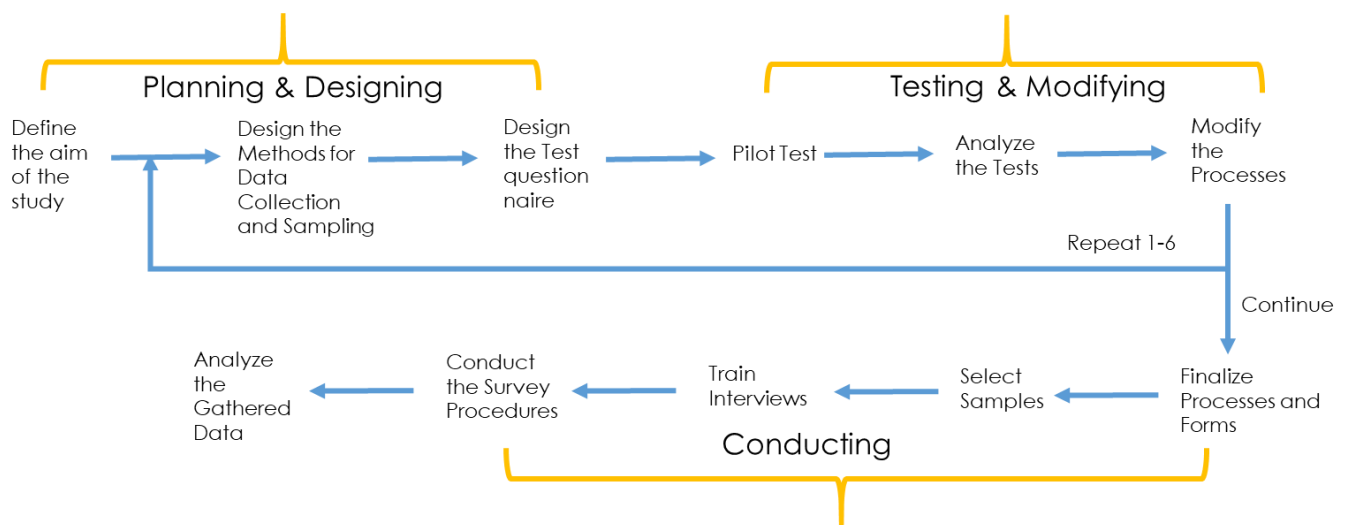 Planning & Designing
Testing & Modifying
Define
the aim
of the
study
Design the
Methods for
Data
Collection
and Sampling
Design
the Test
question
naire
Pilot Test
Analyze
the Tests
Modify
the
Processes
Repeat 1-6
Continue
Analyze
the
Gathered
Data
Conduct
the Survey
Procedures
Train
Interviews
Select
Samples
Finalize
Processes and
Forms
Conducting